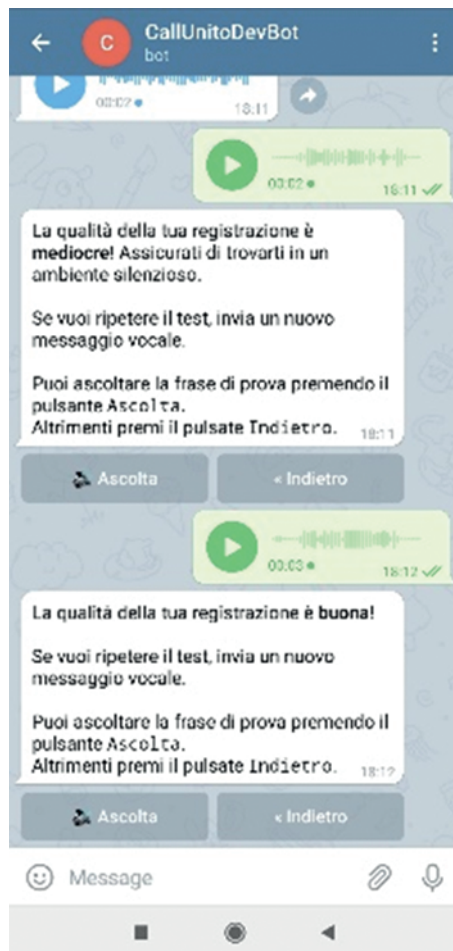 C
CallUnitoDevBot
bot
00:02
18:11
00:02
18:11
La qualità della tua registrazione è
mediocre! Assicurati di trovarti in un
ambiente silenzioso.
Se vuoi ripetere il test, invia un nuovo
messaggio vocale.
Puoi ascoltare la frase di prova premendo il
pulsante Ascolta.
Altrimenti premi il pulsate Indietro.
18:11
Ascolta
« Indietro
00:03
18:12
La qualità della tua registrazione è buona!
Se vuoi ripetere il test, invia un nuovo
messaggio vocale.
Puoi ascoltare la frase di prova premendo il
pulsante Ascolta.
Altrimenti premi il pulsate Indietro.
18:12
Ascolta
« Indietro
Message